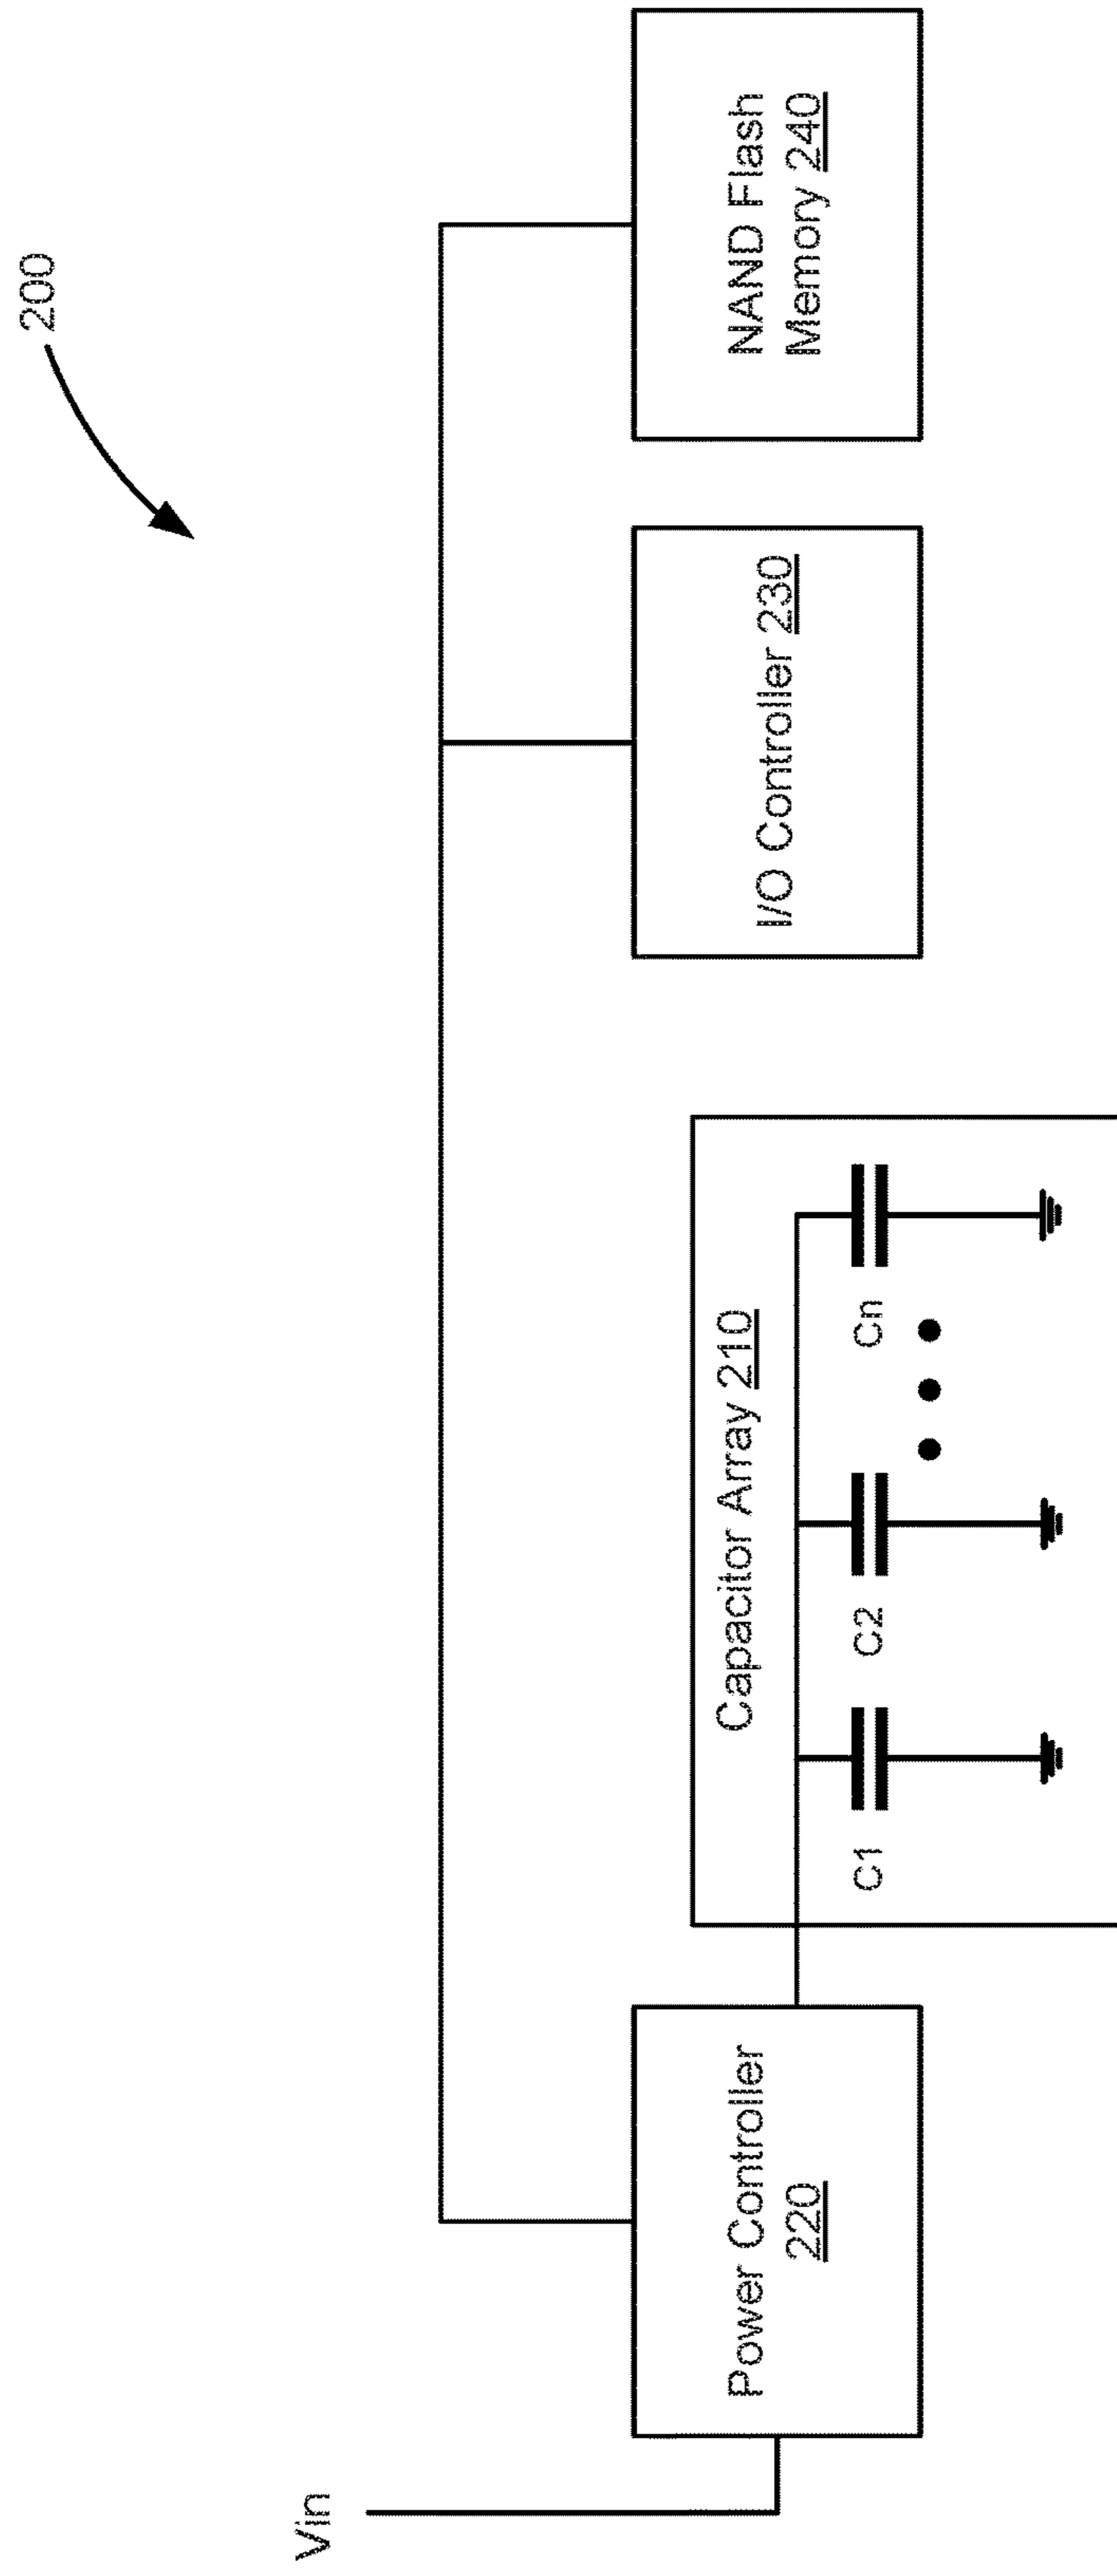 200
Vin
Power Controller
220
Capacitor Array 210
C1
C2
Cn
I/O Controller 230
NAND Flash
Memory 240